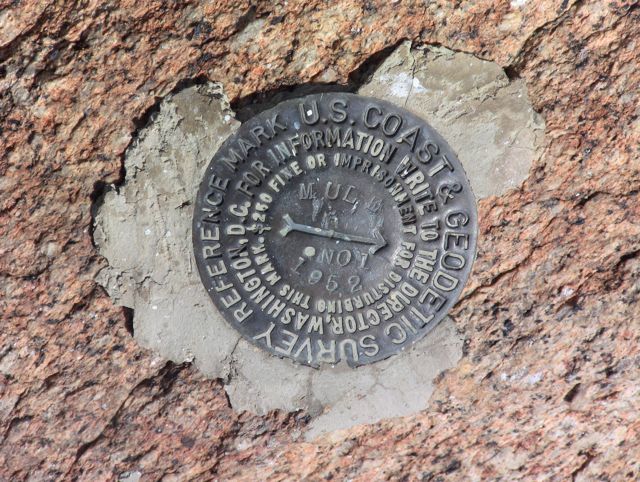 U.S. COAST & GEODETIC SURVEY REFERENCE MARK
FOR INFORMATION WRITE TO THE DIRECTOR, WASHINGTON, D.C.
$250 FINE OR IMPRISONMENT FOR DISTURBING THIS MARK.
MULE
NO 1
1952